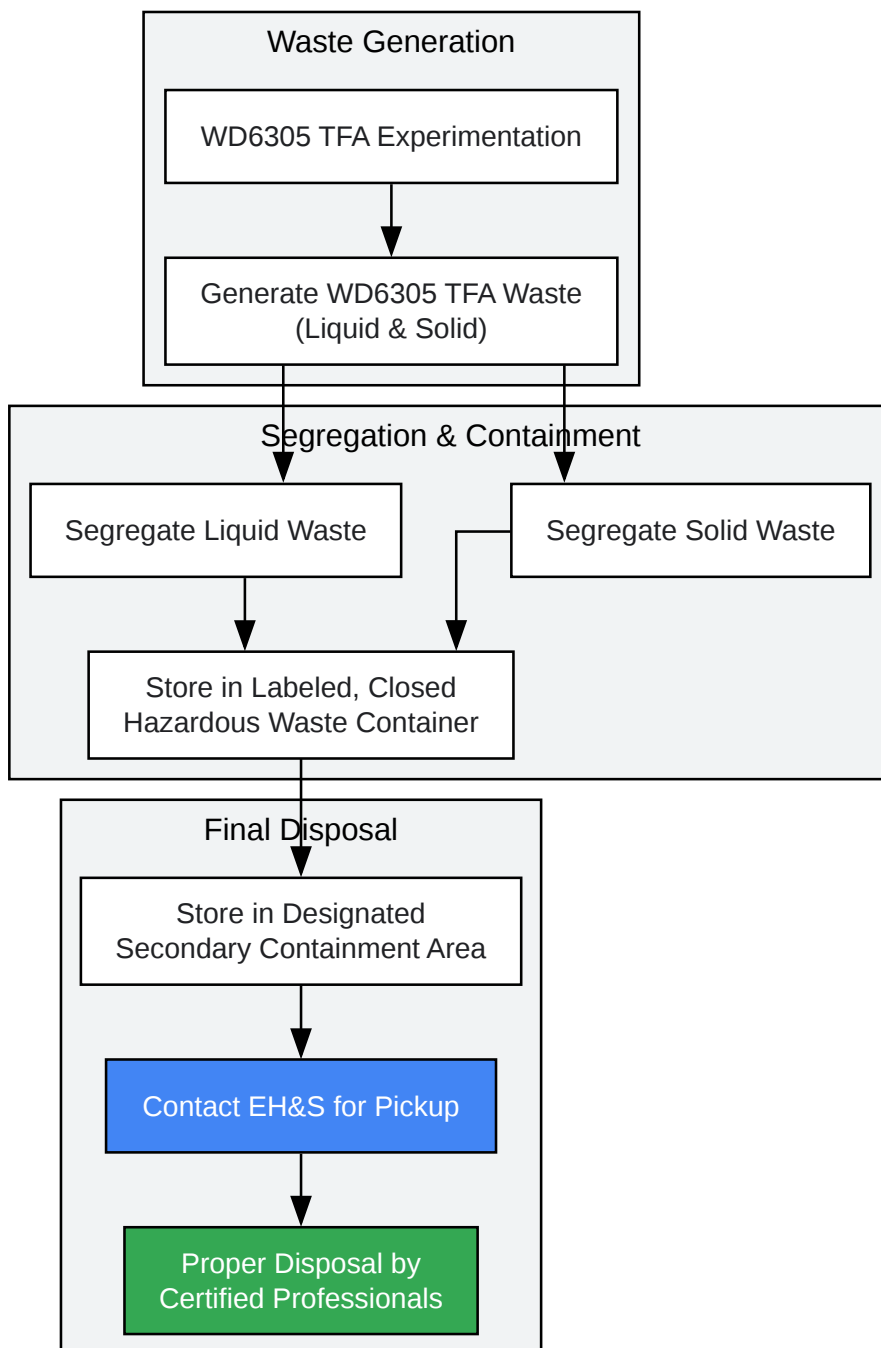 Waste Generation
WD6305 TFA Experimentation
Generate WD6305 TFA Waste
(Liquid & Solid)
Segregation & Containment
Segregate Liquid Waste
Segregate Solid Waste
Store in Labeled, Closed
Hazardous Waste Container
Final Disposal
Store in Designated
Secondary Containment Area
Contact EH&S for Pickup
Proper Disposal by
Certified Professionals